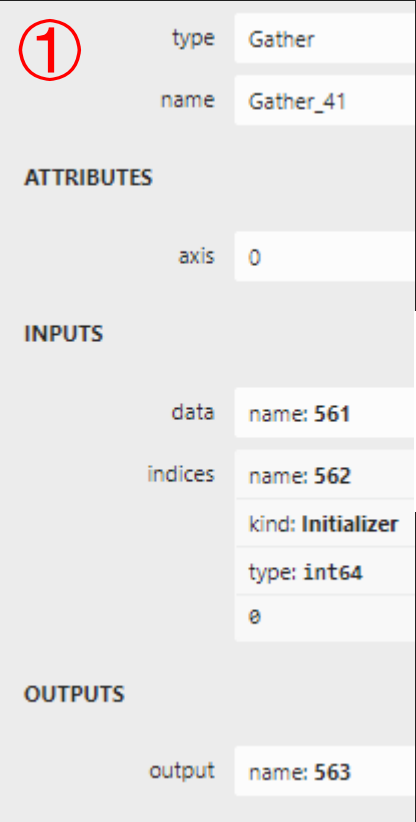 ①
type Gather
name Gather_41
ATTRIBUTES
axis 0
INPUTS
data name: 561
indices name: 562
kind: Initializer
type: int64
0
OUTPUTS
output name: 563